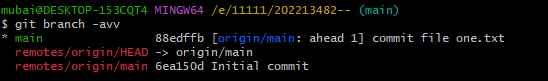 mubai@DESKTOP-153CQT4 MINGW64 /e/11111/202213482-- (main)
$ git branch -avv
* main                88edffb [origin/main: ahead 1] commit file one.txt
  remotes/origin/HEAD -> origin/main
  remotes/origin/main 6ea150d Initial commit